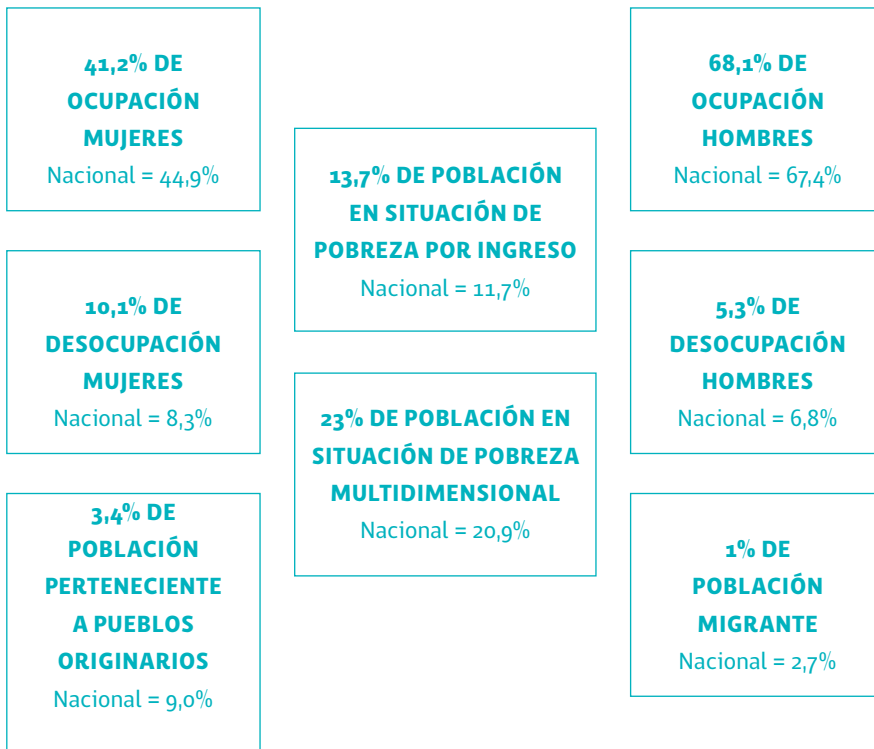 41,2% DE
OCUPACIÓN
MUJERES
Nacional = 44,9%
10,1% DE
DESOCUPACIÓN
MUJERES
Nacional = 8,3%
3,4% DE
POBLACIÓN
PERTENECIENTE
A PUEBLOS
ORIGINARIOS
Nacional = 9,0%
13,7% DE POBLACIÓN
EN SITUACIÓN DE
POBREZA POR INGRESO
Nacional = 11,7%
23% DE POBLACIÓN EN
SITUACIÓN DE POBREZA
MULTIDIMENSIONAL
Nacional = 20,9%
68,1% DE
OCUPACIÓN
HOMBRES
Nacional = 67,4%
5,3% DE
DESOCUPACIÓN
HOMBRES
Nacional = 6,8%
1% DE
POBLACIÓN
MIGRANTE
Nacional = 2,7%